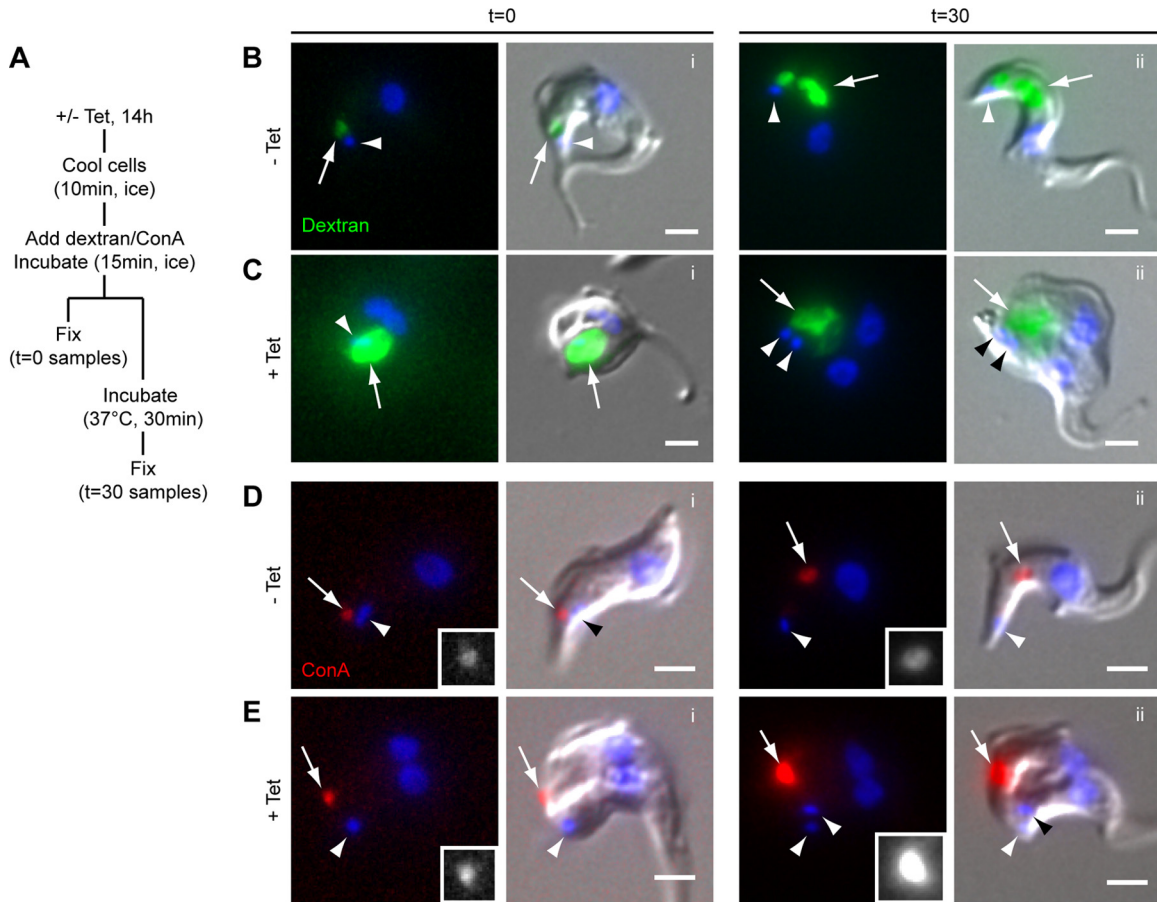 t=0
t=30
A
+/- Tet, 14h
Cool cells
(10min, ice)
Add dextran/ConA
Incubate (15min, ice)
Fix
(t=0 samples)
Incubate
(37°C, 30min)
Fix
(t=30 samples)
B
- Tet
Dextran
i
ii
C
+ Tet
i
ii
D
- Tet
ConA
i
ii
E
+ Tet
i
ii